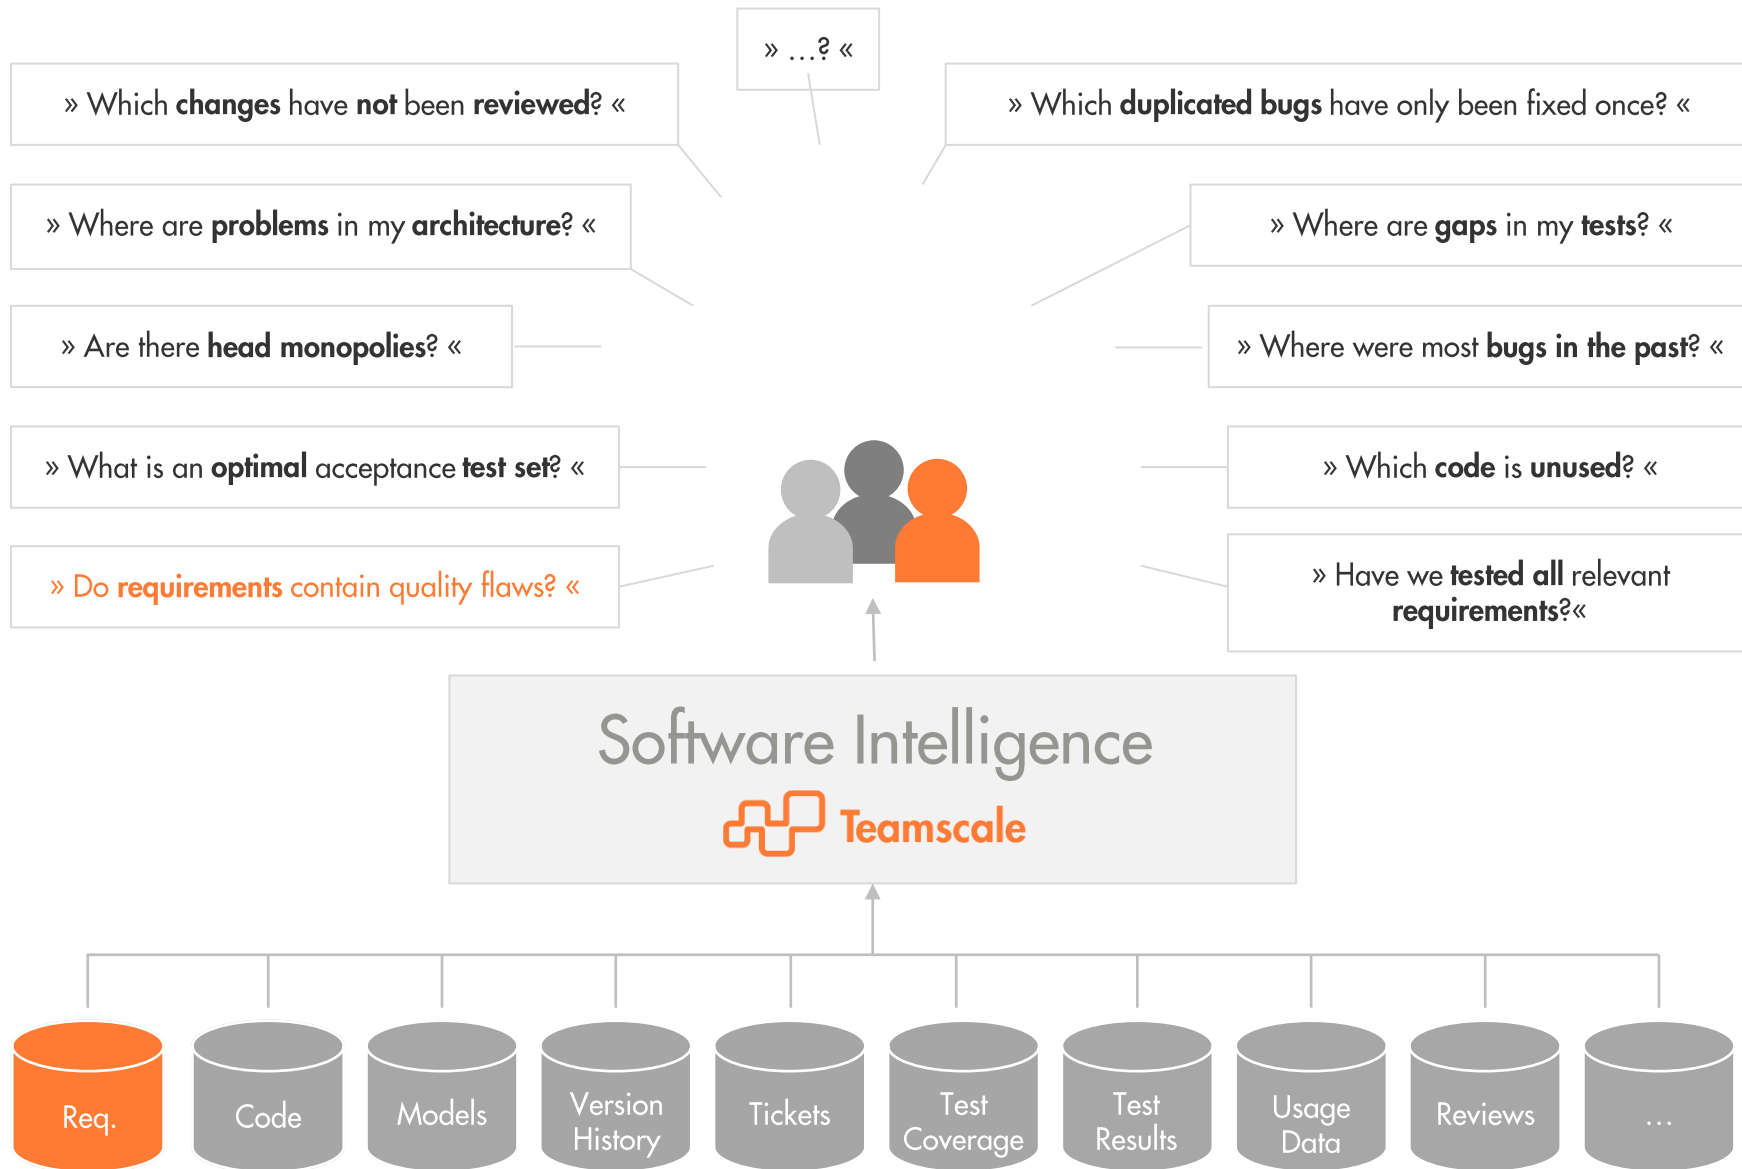 » ...? «
» Which changes have not been reviewed? «
» Which duplicated bugs have only been fixed once? «
» Where are problems in my architecture? «
» Where are gaps in my tests? «
» Are there head monopolies? «
» Where were most bugs in the past? «
» What is an optimal acceptance test set? «
» Which code is unused? «
» Do requirements contain quality flaws? «
» Have we tested all relevant
requirements?«
Software Intelligence
Teamscale
Req.
Code
Models
Version
History
Tickets
Test
Coverage
Test
Results
Usage
Data
Reviews
...